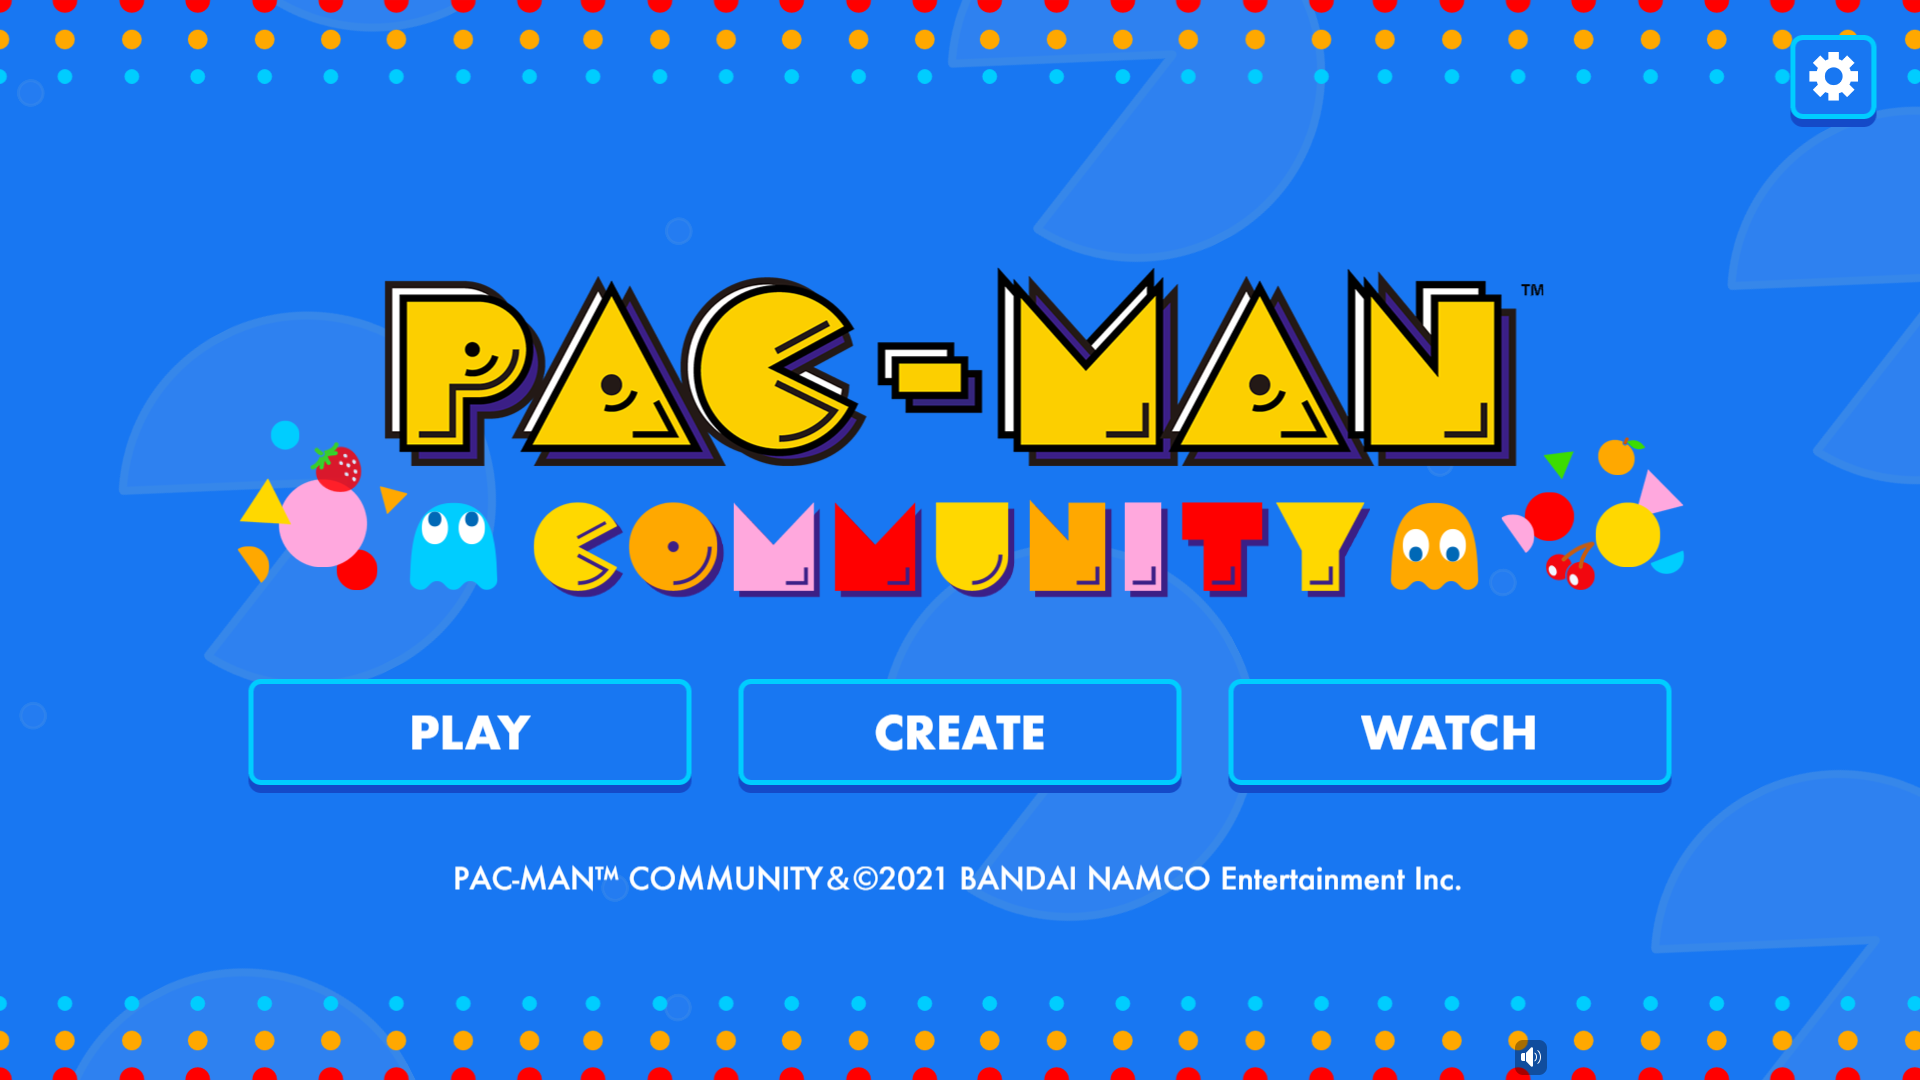 PAC-MAN™
COMMUNITY
PLAY
CREATE
WATCH
PAC-MAN™ COMMUNITY&©2021 BANDAI NAMCO Entertainment Inc.